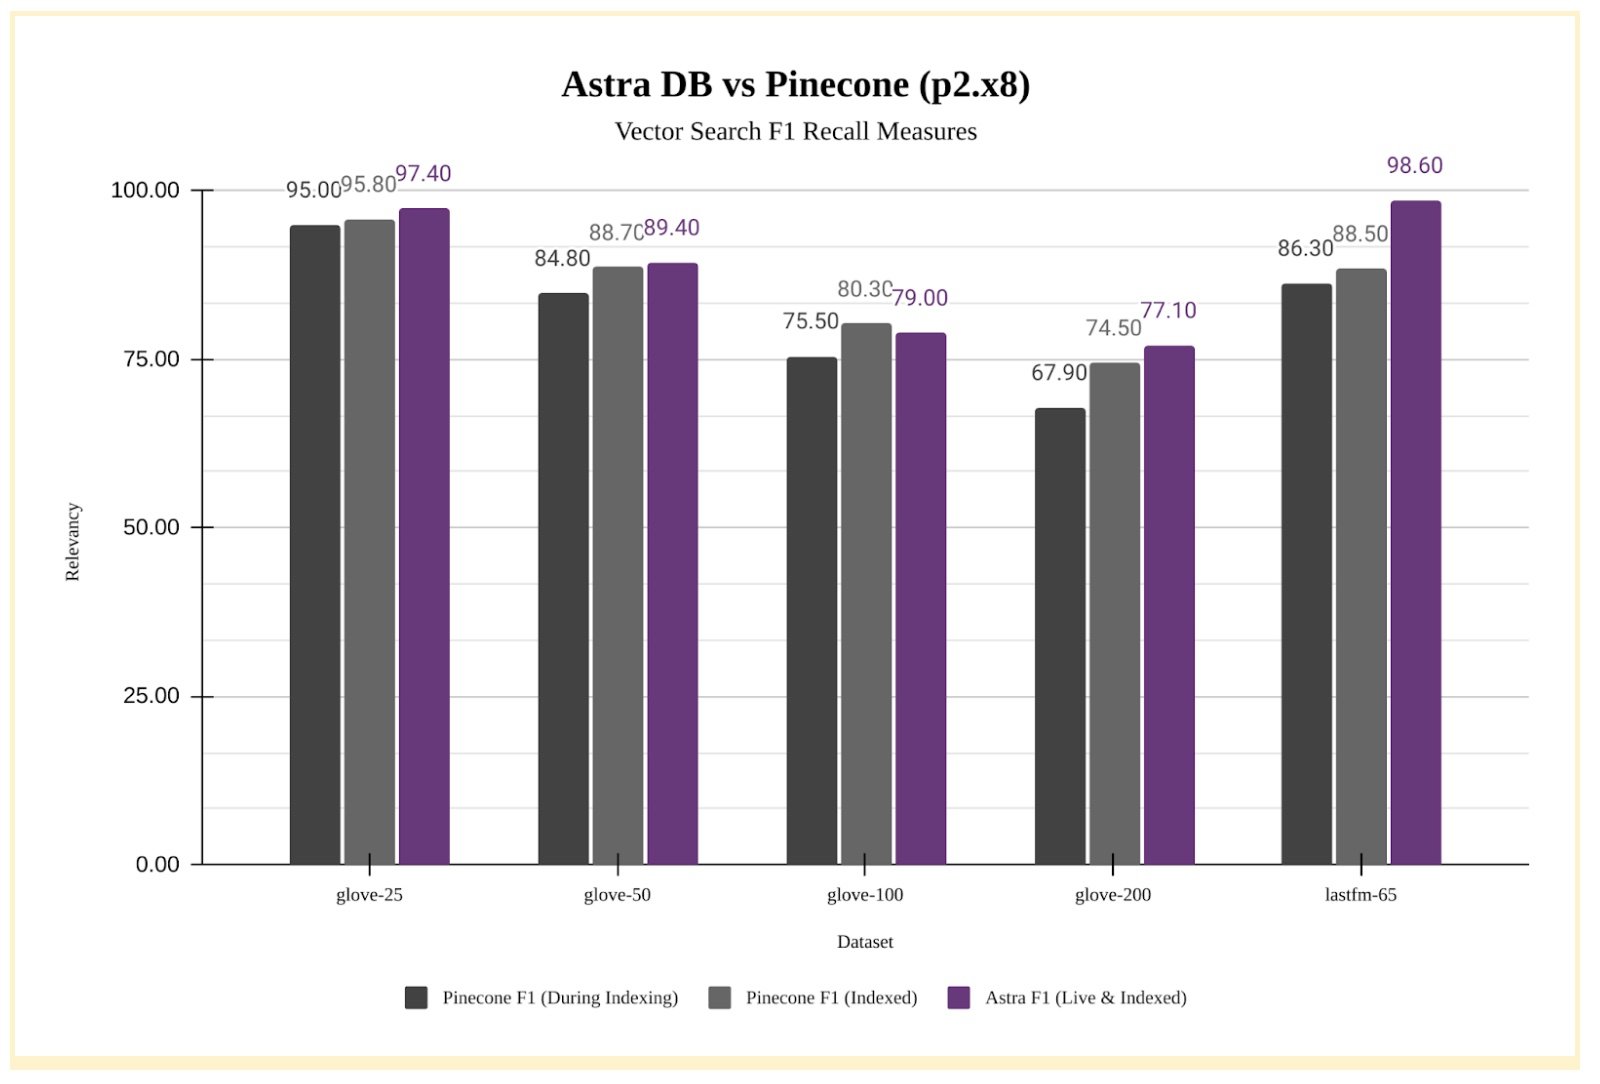 Astra DB vs Pinecone (p2.x8)
Vector Search F1 Recall Measures
Relevancy
100.00
75.00
50.00
25.00
0.00
95.00 95.80 97.40
84.80 88.70 89.40
75.50 80.30 79.00
67.90 74.50 77.10
86.30 88.50 98.60
glove-25 glove-50 glove-100 glove-200 lastfm-65
Dataset
Pinecone F1 (During Indexing) Pinecone F1 (Indexed) Astra F1 (Live & Indexed)